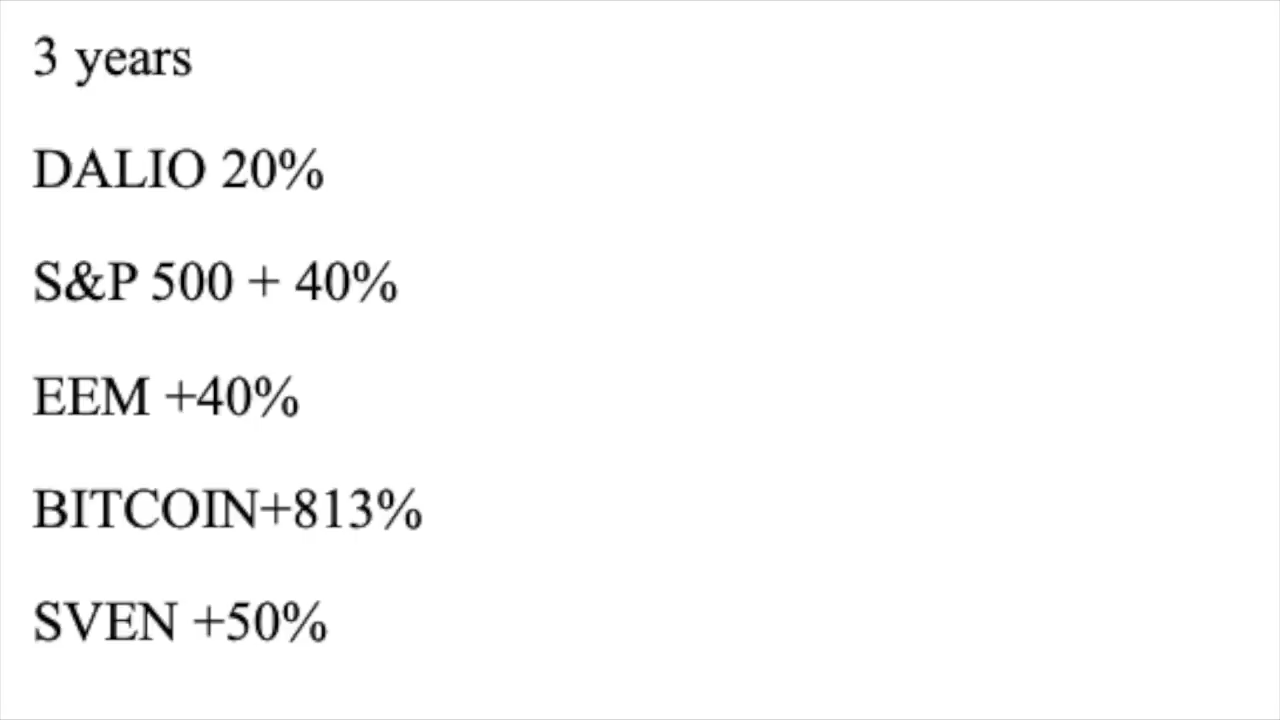 3 years
DALIO 20%
S&P 500 + 40%
EEM +40%
BITCOIN+813%
SVEN +50%